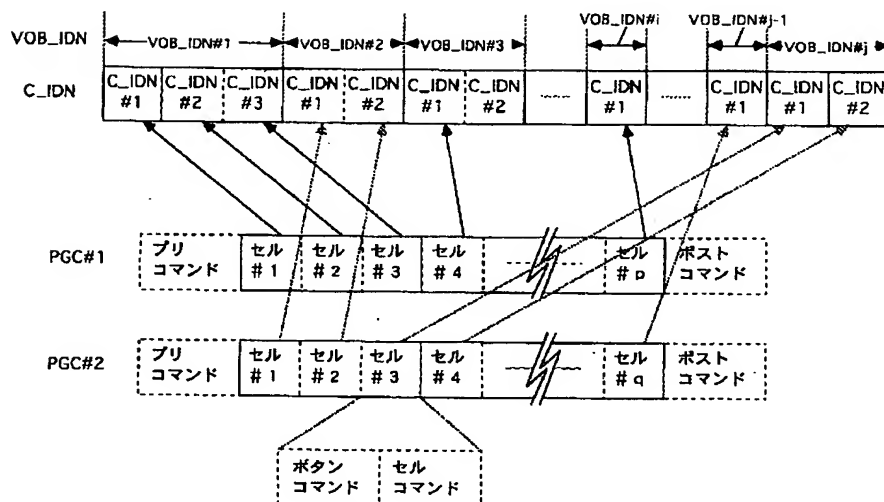 VOB_IDN
VOB_IDN#1
VOB_IDN#2
VOB_IDN#3
VOB_IDN#i
VOB_IDN#j-1
VOB_IDN#j
C_IDN
C_IDN #1
C_IDN #2
C_IDN #3
C_IDN #1
C_IDN #2
C_IDN #1
C_IDN #2
C_IDN #1
C_IDN #1
C_IDN #1
C_IDN #2
PGC#1
プリ
コマンド
セル
#1
セル
#2
セル
#3
セル
#4
セル
#p
ポスト
コマンド
PGC#2
プリ
コマンド
セル
#1
セル
#2
セル
#3
セル
#4
セル
#q
ポスト
コマンド
ボタン
コマンド
セル
コマンド